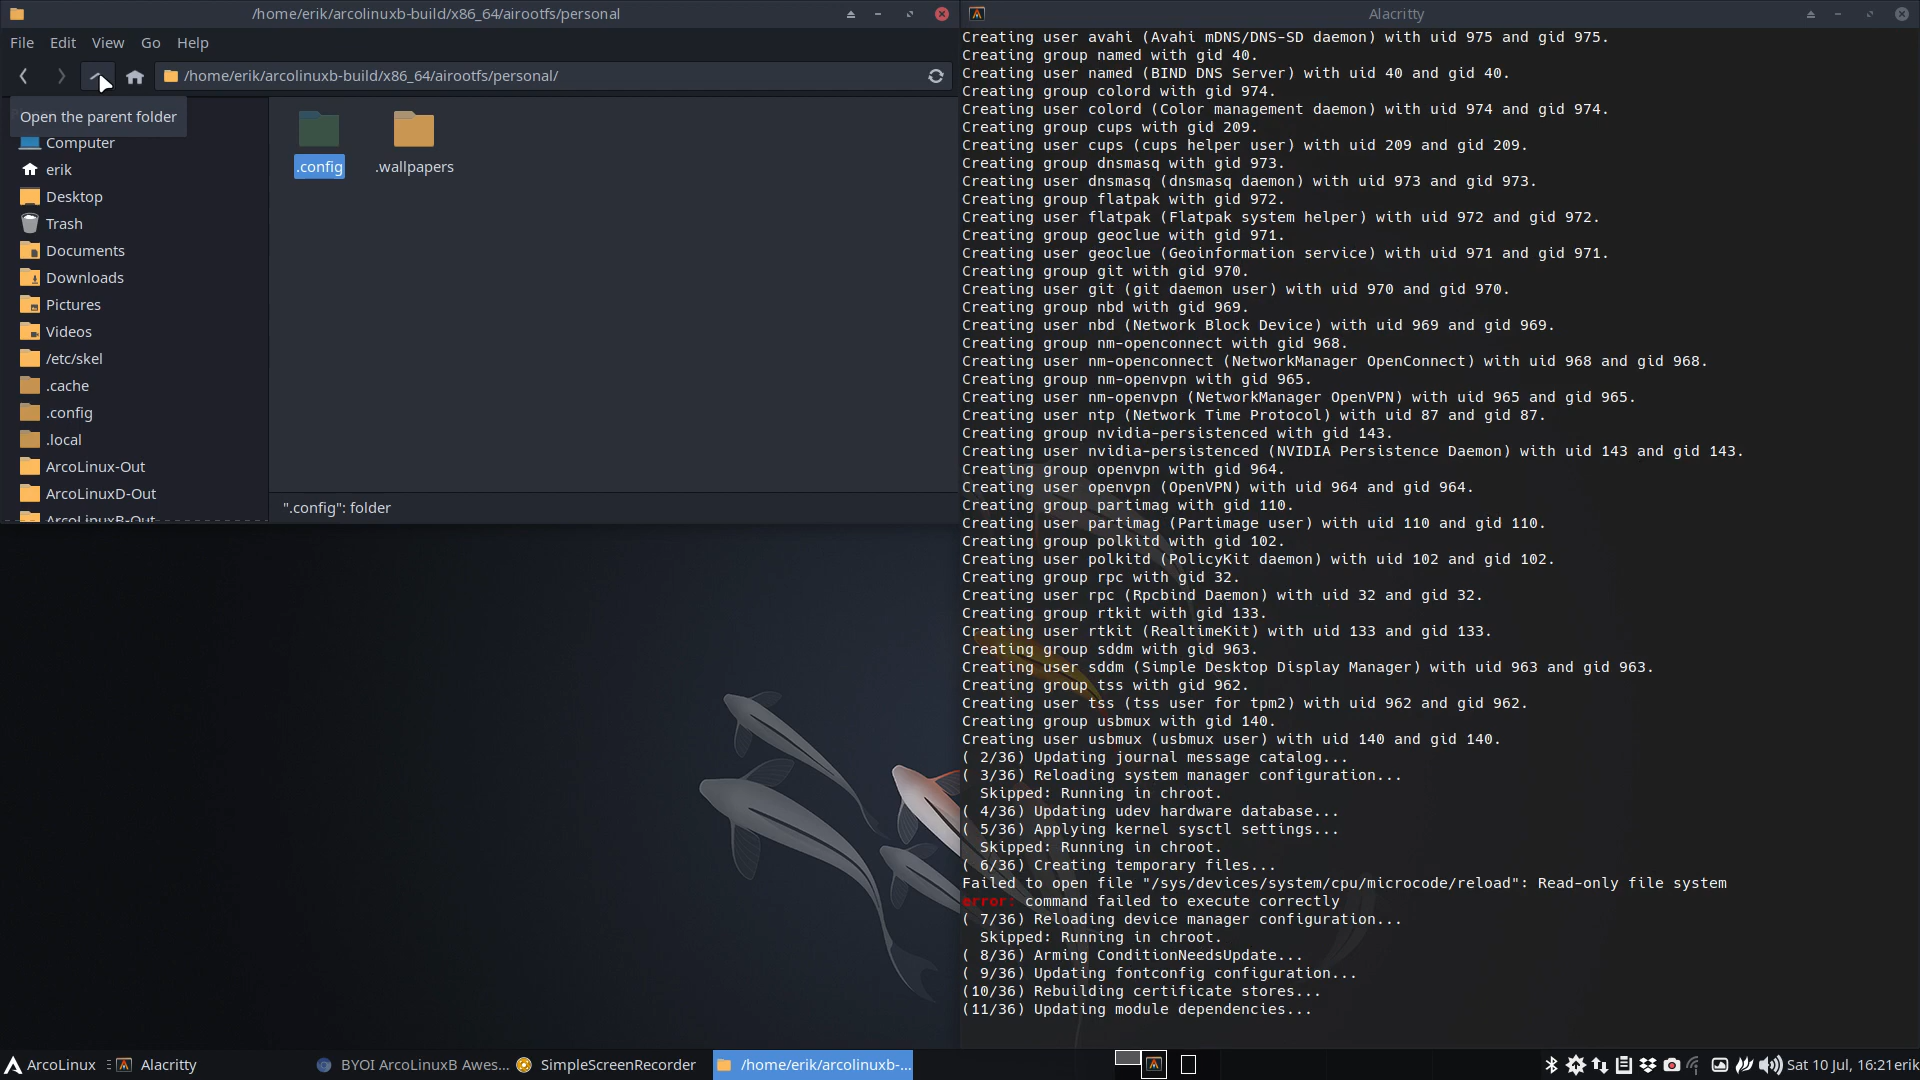 /home/erik/arcolinuxb-build/x86_64/airootfs/personal
File Edit View Go Help
/home/erik/arcolinuxb-build/x86_64/airootfs/personal/
Open the parent folder
Computer
erik
Desktop
Trash
Documents
Downloads
Pictures
Videos
/etc/skel
.cache
.config
.local
ArcoLinux-Out
ArcoLinuxD-Out
ArcoLinuxB-Out
.config
.wallpapers
".config": folder
Alacritty
Creating user avahi (Avahi mDNS/DNS-SD daemon) with uid 975 and gid 975.
Creating group named with gid 40.
Creating user named (BIND DNS Server) with uid 40 and gid 40.
Creating group colord with gid 974.
Creating user colord (Color management daemon) with uid 974 and gid 974.
Creating group cups with gid 209.
Creating user cups (cups helper user) with uid 209 and gid 209.
Creating group dnsmasq with gid 973.
Creating user dnsmasq (dnsmasq daemon) with uid 973 and gid 973.
Creating group flatpak with gid 972.
Creating user flatpak (Flatpak system helper) with uid 972 and gid 972.
Creating group geoclue with gid 971.
Creating user geoclue (Geoinformation service) with uid 971 and gid 971.
Creating group git with gid 970.
Creating user git (git daemon user) with uid 970 and gid 970.
Creating group nbd with gid 969.
Creating user nbd (Network Block Device) with uid 969 and gid 969.
Creating group nm-openconnect with gid 968.
Creating user nm-openconnect (NetworkManager OpenConnect) with uid 968 and gid 968.
Creating group nm-openvpn with gid 965.
Creating user nm-openvpn (NetworkManager OpenVPN) with uid 965 and gid 965.
Creating user ntp (Network Time Protocol) with uid 87 and gid 87.
Creating group nvidia-persistenced with gid 143.
Creating user nvidia-persistenced (NVIDIA Persistence Daemon) with uid 143 and gid 143.
Creating group openvpn with gid 964.
Creating user openvpn (OpenVPN) with uid 964 and gid 964.
Creating group partimag with gid 110.
Creating user partimag (Partimage user) with uid 110 and gid 110.
Creating group polkitd with gid 102.
Creating user polkitd (PolicyKit daemon) with uid 102 and gid 102.
Creating group rpc with gid 32.
Creating user rpc (Rpcbind Daemon) with uid 32 and gid 32.
Creating group rtkit with gid 133.
Creating user rtkit (RealtimeKit) with uid 133 and gid 133.
Creating group sddm with gid 963.
Creating user sddm (Simple Desktop Display Manager) with uid 963 and gid 963.
Creating group tss with gid 962.
Creating user tss (tss user for tpm2) with uid 962 and gid 962.
Creating group usbmux with gid 140.
Creating user usbmux (usbmux user) with uid 140 and gid 140.
( 2/36) Updating journal message catalog...
( 3/36) Reloading system manager configuration...
Skipped: Running in chroot.
( 4/36) Updating udev hardware database...
( 5/36) Applying kernel sysctl settings...
Skipped: Running in chroot.
( 6/36) Creating temporary files...
Failed to open file "/sys/devices/system/cpu/microcode/reload": Read-only file system
error: command failed to execute correctly
( 7/36) Reloading device manager configuration...
Skipped: Running in chroot.
( 8/36) Arming ConditionNeedsUpdate...
( 9/36) Updating fontconfig configuration...
(10/36) Rebuilding certificate stores...
(11/36) Updating module dependencies...
ArcoLinux Alacritty BYOI ArcoLinuxB Awes... SimpleScreenRecorder /home/erik/arcolinuxb-... Sat 10 Jul, 16:21 erik